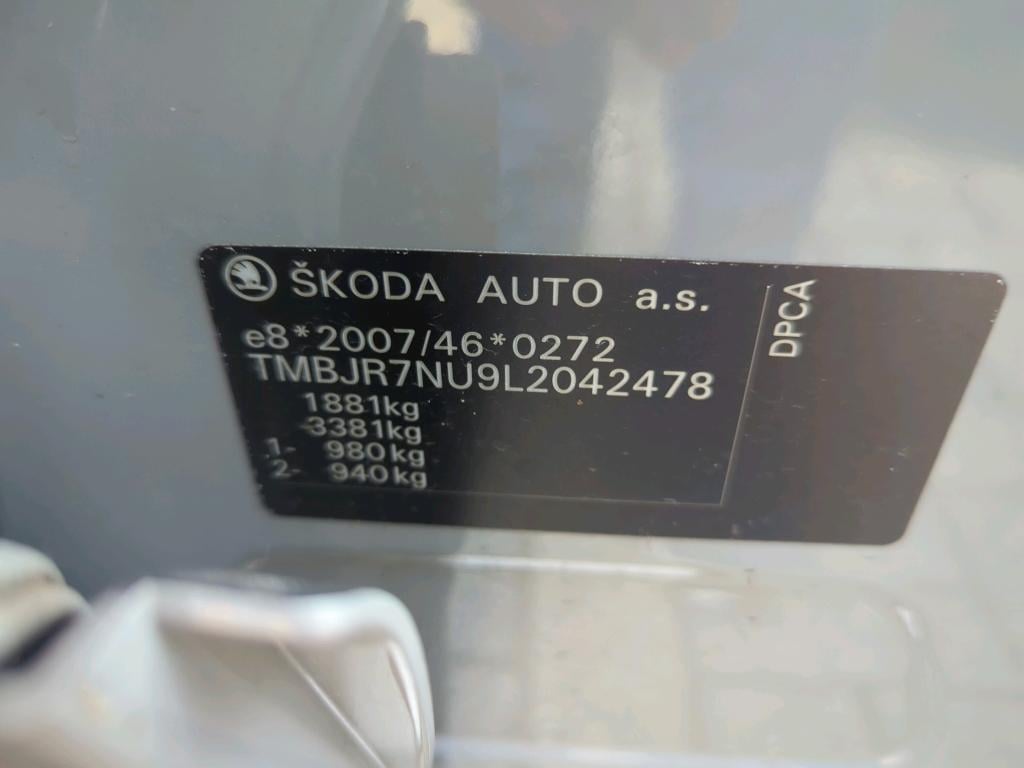 ŠKODA AUTO a.s.
e8*2007/46*0272
TMBJR7NU9L2042478
1881kg
3381kg
1- 980kg
2- 940kg
DPCA